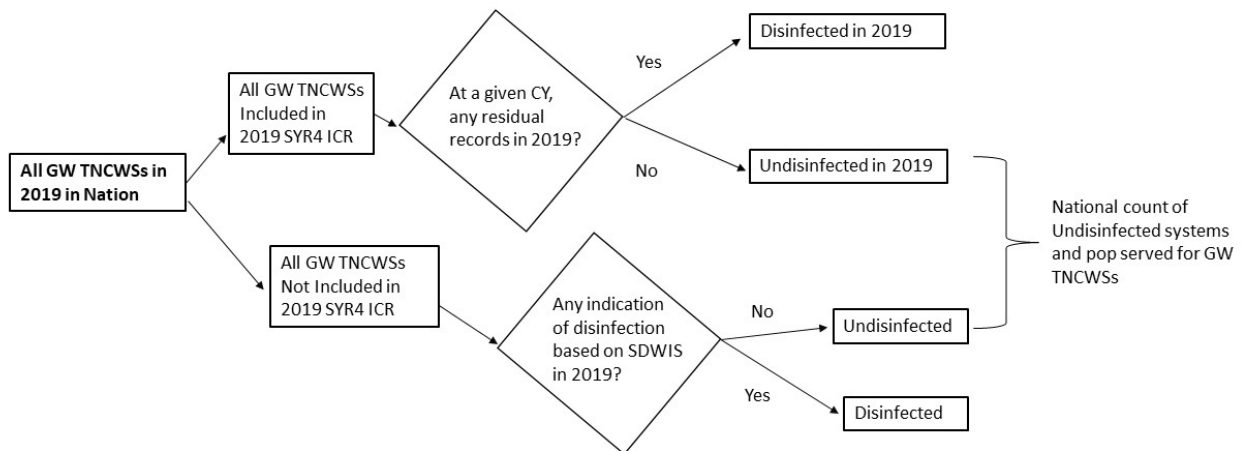 All GW TNCWSs in
2019 in Nation
All GW TNCWSs
Included in
2019 SYR4 ICR
At a given CY,
any residual
records in 2019?
Yes
No
Disinfected in 2019
Undisinfected in 2019
All GW TNCWSs
Not Included in
2019 SYR4 ICR
Any indication
of disinfection
based on SDWIS
in 2019?
No
Yes
Undisinfected
Disinfected
National count of
Undisinfected systems
and pop served for GW
TNCWSs